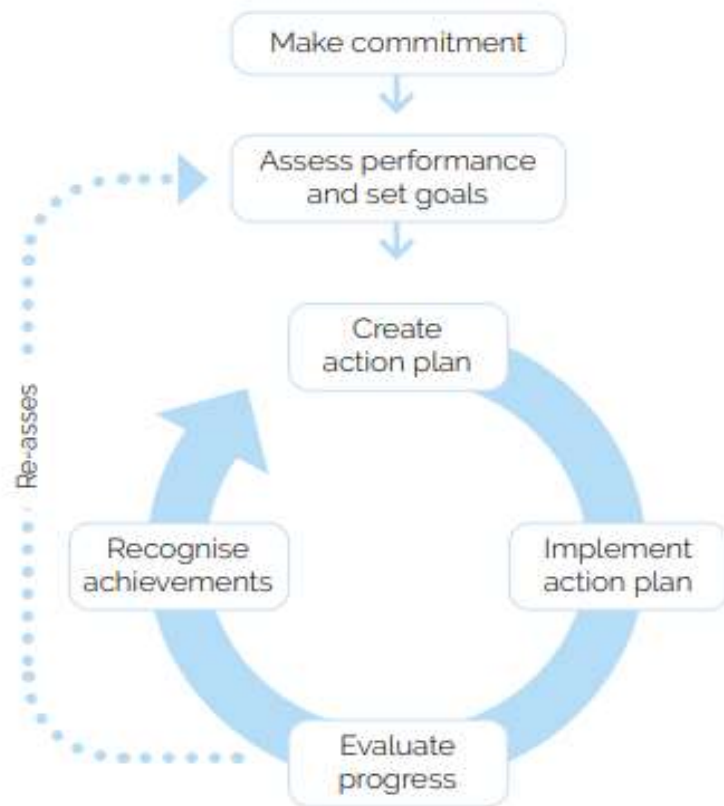 Make commitment
Assess performance
and set goals
Create
action plan
Re-asses
Recognise
achievements
Implement
action plan
Evaluate
progress